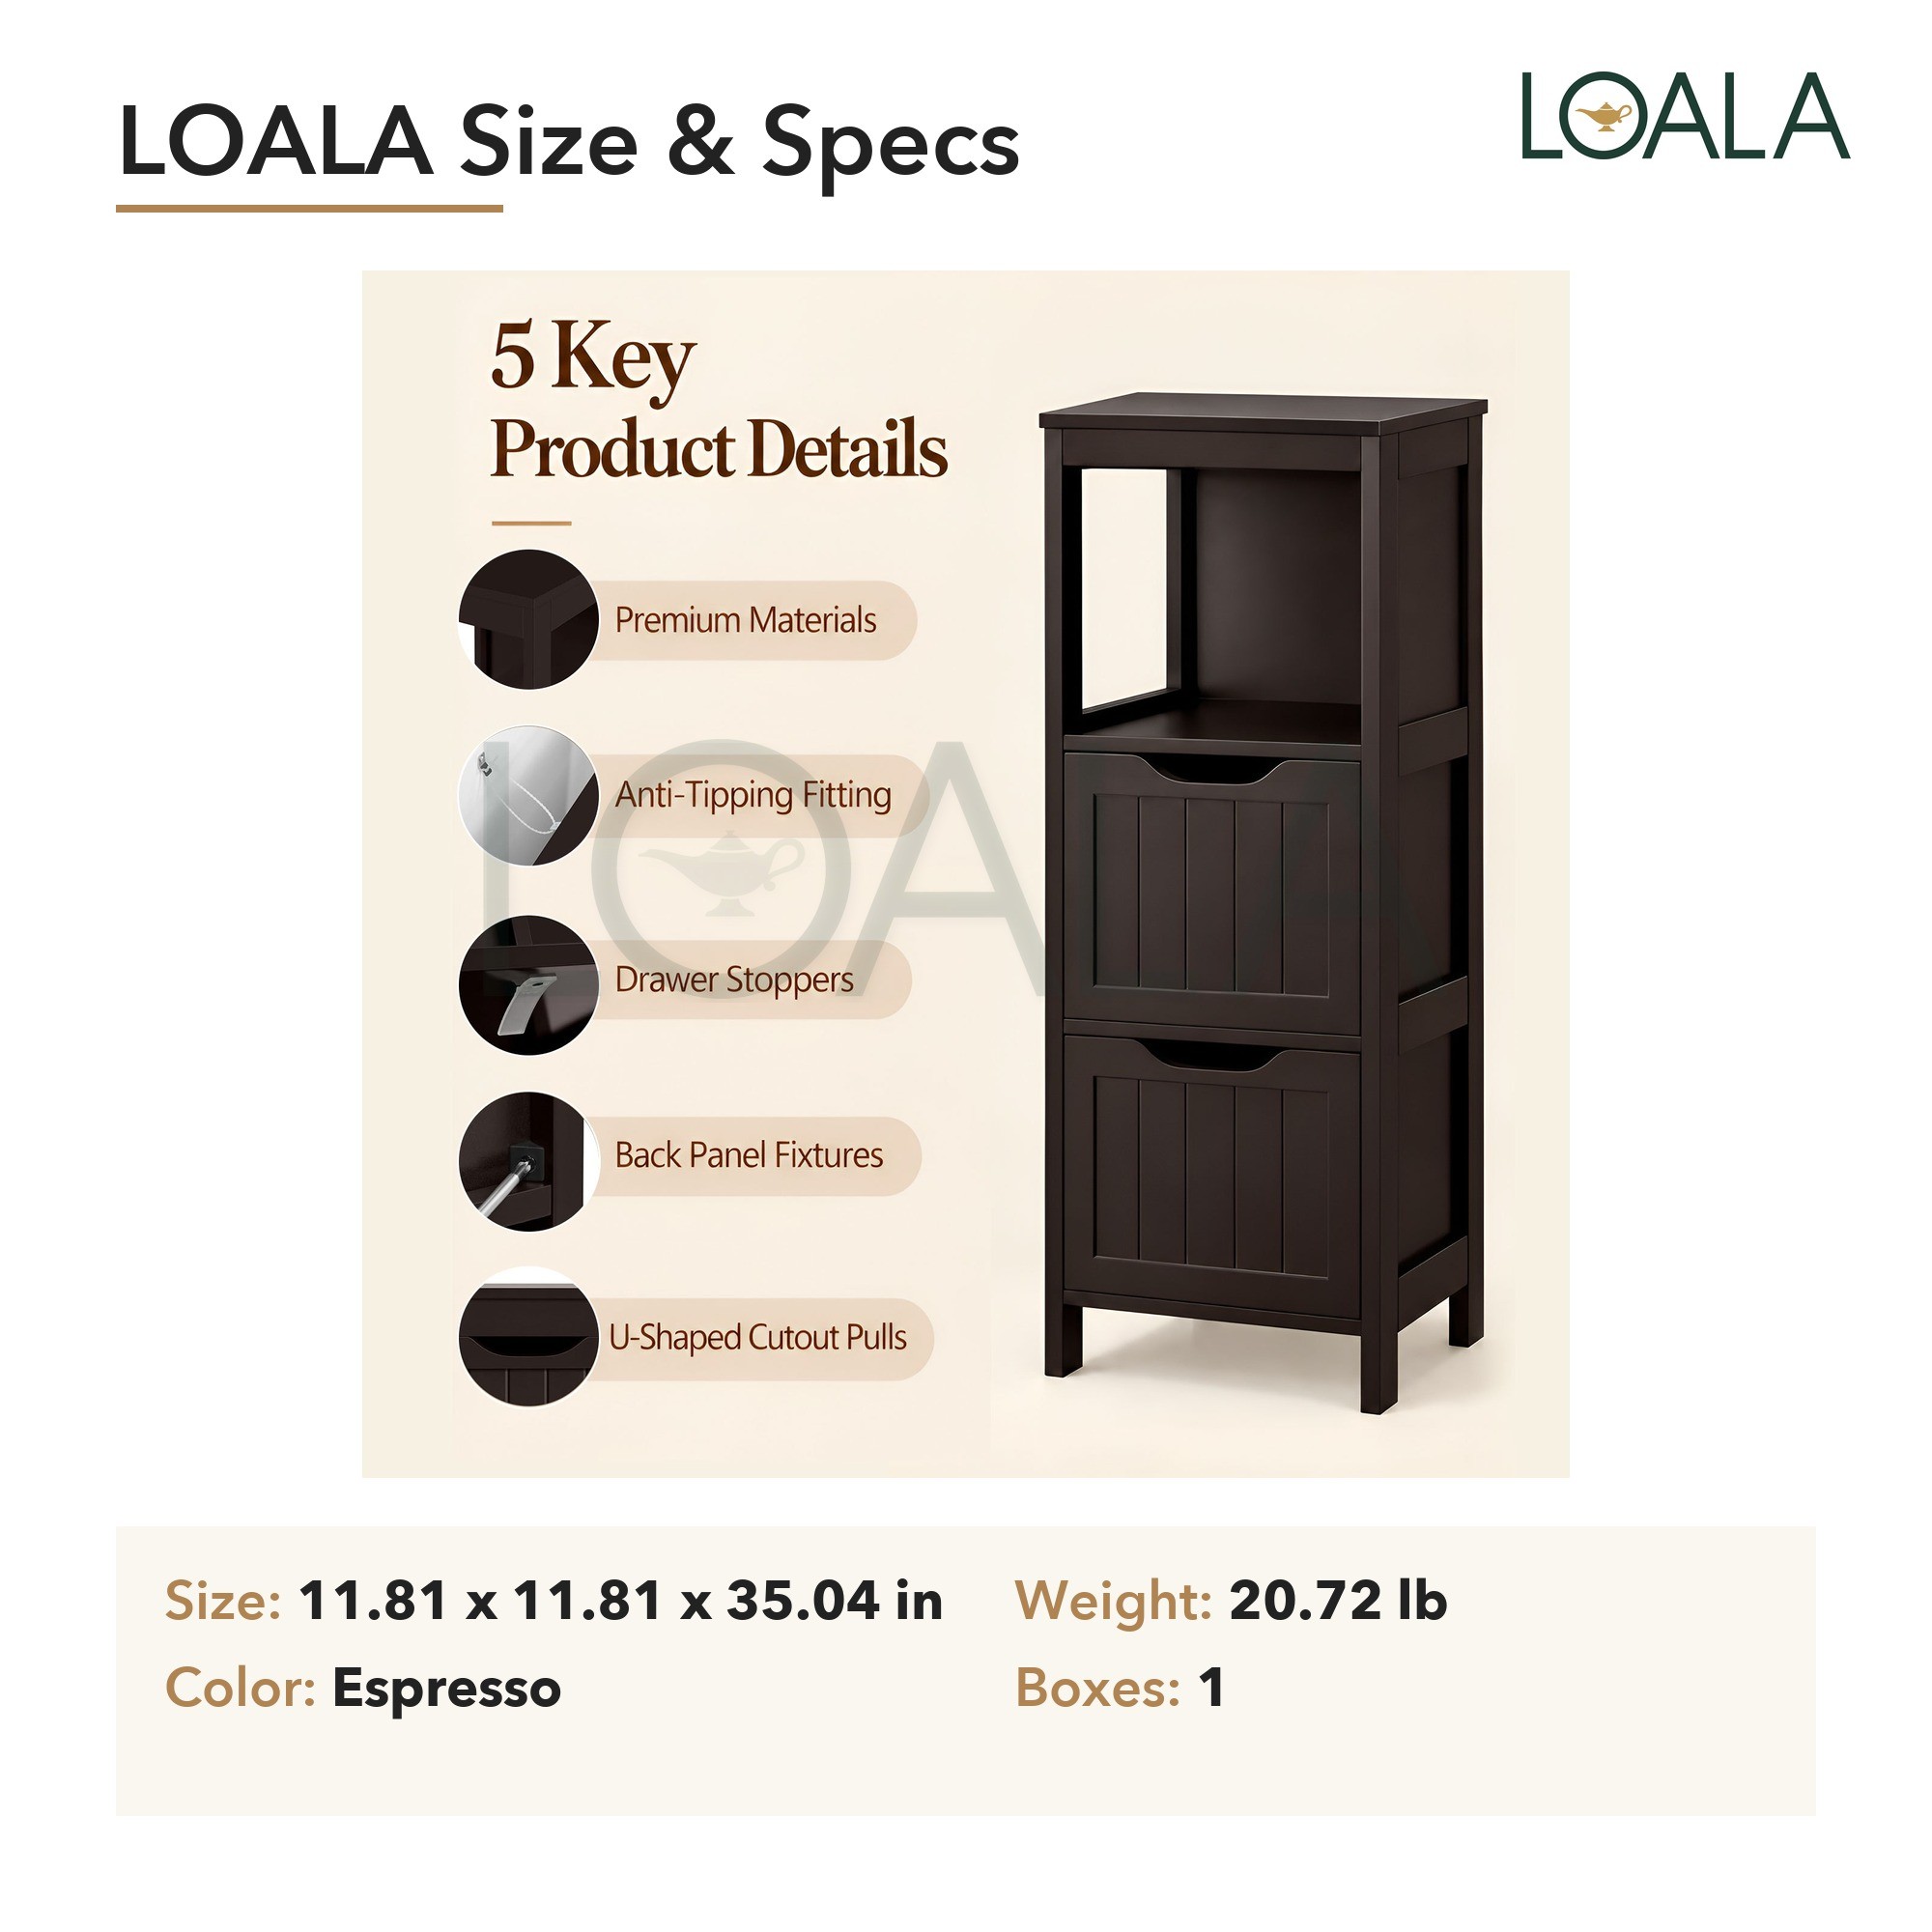 LOALA Size & Specs
LOALA
5 Key
Product Details
Premium Materials
Anti-Tipping Fitting
LOALA
Drawer Stoppers
Back Panel Fixtures
U-Shaped Cutout Pulls
Size: 11.81 x 11.81 x 35.04 in
Weight: 20.72 lb
Color: Espresso
Boxes: 1